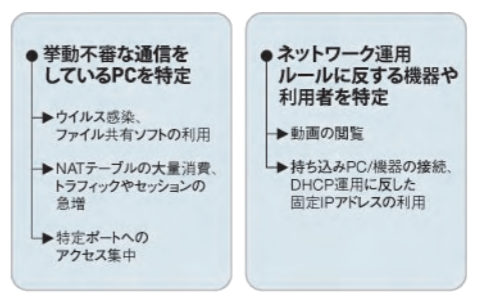 ●挙動不審な通信を
しているPCを特定
▶ウイルス感染、
ファイル共有ソフトの利用
▶NATテーブルの大量消費、
トラフィックやセッションの
急増
▶特定ポートへの
アクセス集中
●ネットワーク運用
ルールに反する機器や
利用者を特定
▶動画の閲覧
▶持ち込みPC/機器の接続、
DHCP運用に反した
固定IPアドレスの利用